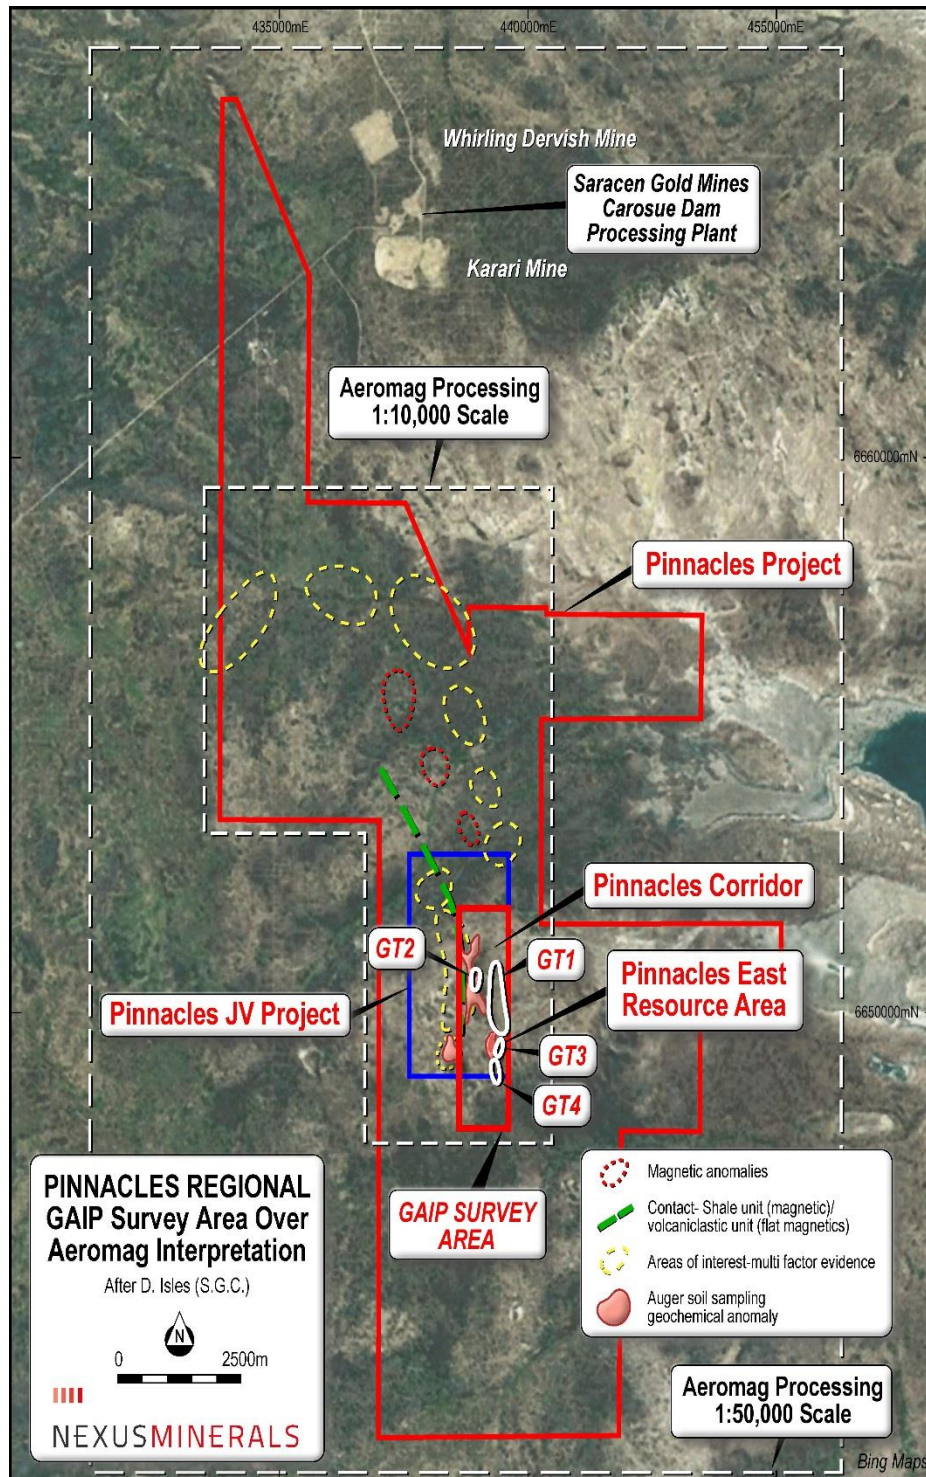 435000mE
440000mE
455000mE
Whirling Dervish Mine
Saracen Gold Mines
Carosue Dam
Processing Plant
Karari Mine
Aeromag Processing
1:10,000 Scale
6660000mN
Pinnacles Project
Pinnacles Corridor
GT2
GT1
Pinnacles East
Resource Area
Pinnacles JV Project
6650000mN
GT3
GT4
GAIP SURVEY
AREA
Magnetic anomalies
Contact- Shale unit (magnetic)/
volcaniclastic unit (flat magnetics)
Areas of interest-multi factor evidence
Auger soil sampling
geochemical anomaly
PINNACLES REGIONAL
GAIP Survey Area Over
Aeromag Interpretation
After D. Isles (S.G.C.)
N
0 2500m
NEXUSMINERALS
Aeromag Processing
1:50,000 Scale
Bing Maps